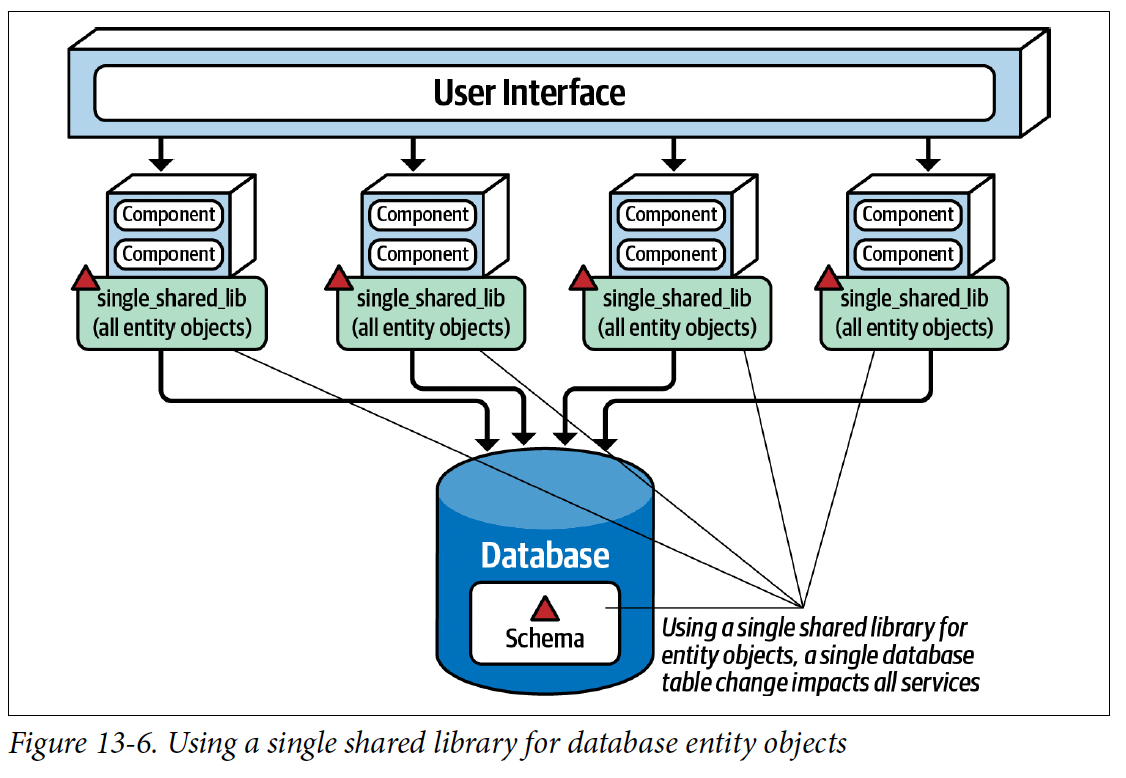 User Interface
Component
Component
single_shared_lib
(all entity objects)
Component
Component
single_shared_lib
(all entity objects)
Component
Component
single_shared_lib
(all entity objects)
Component
Component
single_shared_lib
(all entity objects)
Database
Schema
Using a single shared library for
entity objects, a single database
table change impacts all services
Figure 13-6. Using a single shared library for database entity objects